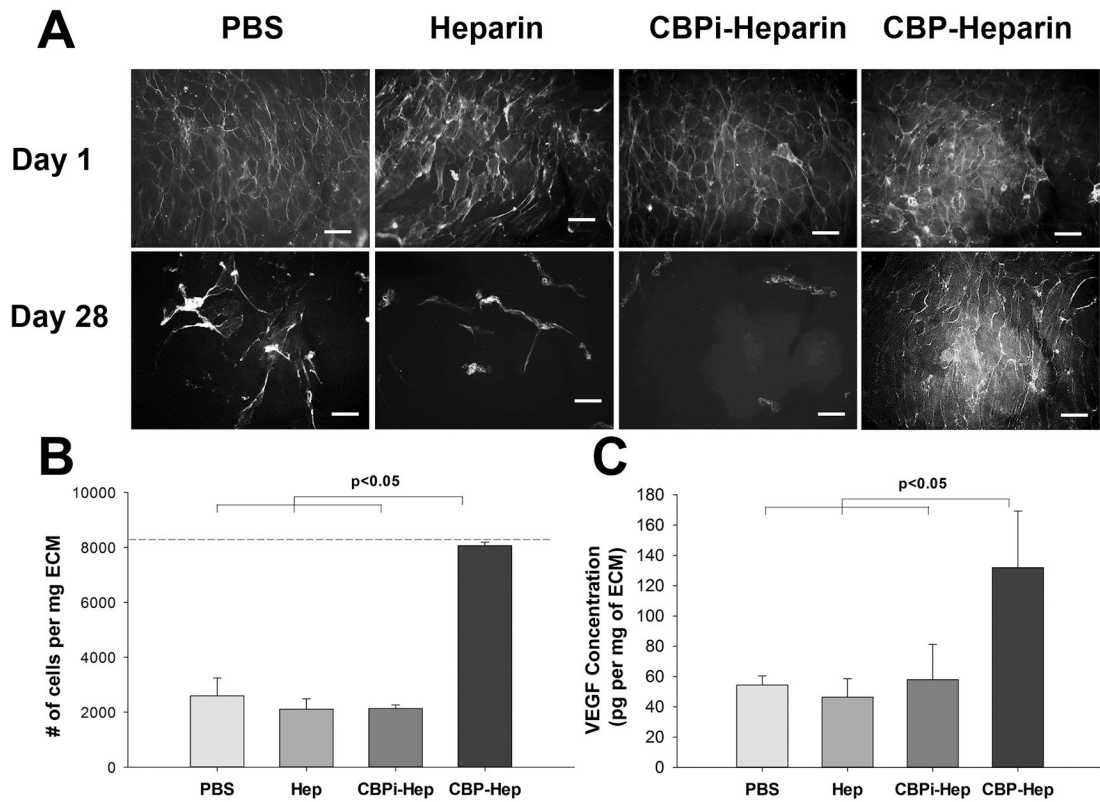 A
PBS Heparin CBPi-Heparin CBP-Heparin
Day 1
Day 28
B
p<0.05
# of cells per mg ECM
10000
8000
6000
4000
2000
0
PBS Hep CBPi-Hep CBP-Hep
C
p<0.05
VEGF Concentration
(pg per mg of ECM)
180
160
140
120
100
80
60
40
20
0
PBS Hep CBPi-Hep CBP-Hep